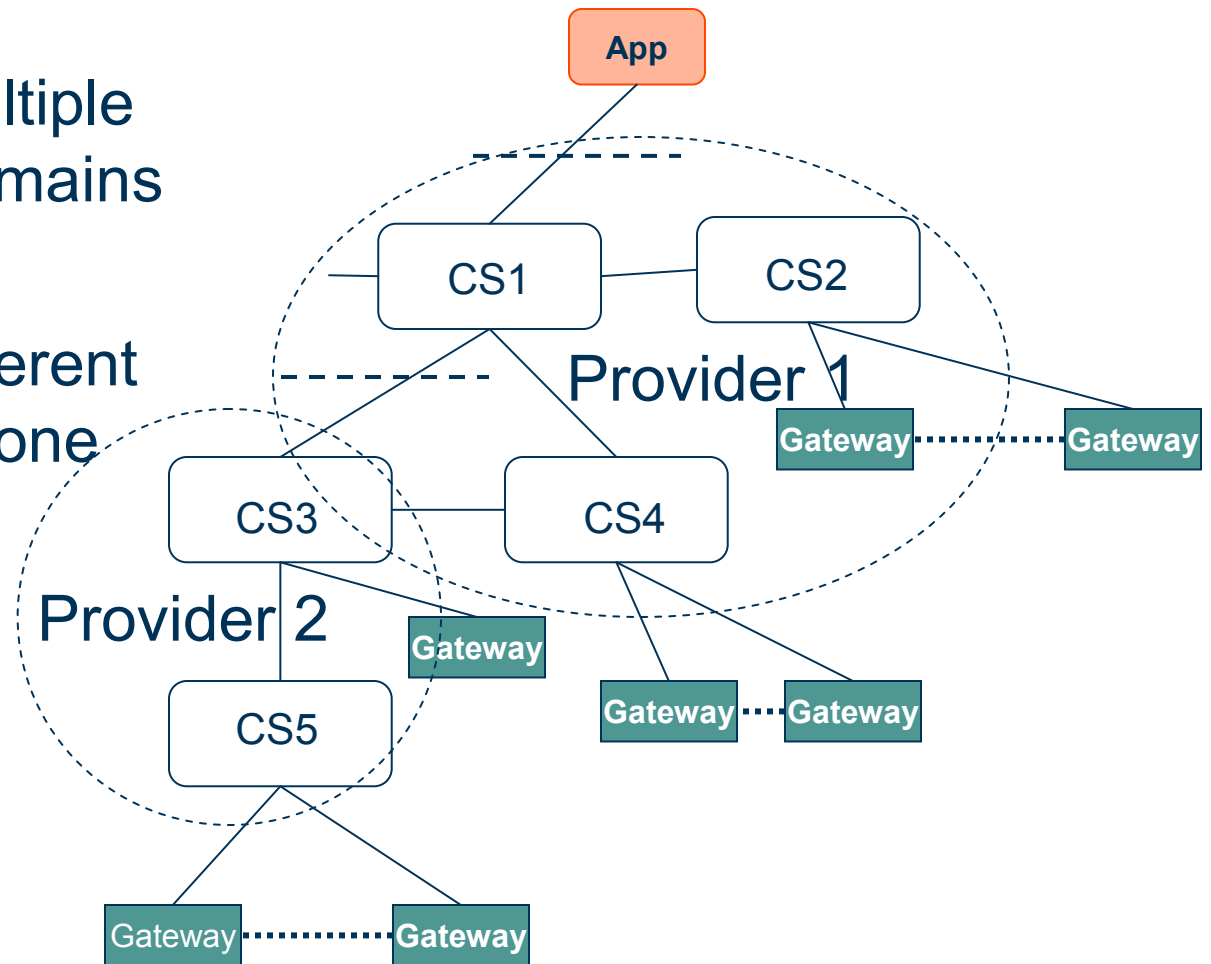 App
ltiple
mains
CS1
CS2
erent
one
Provider 1
Gateway
Gateway
CS3
CS4
Provider 2
Gateway
Gateway
Gateway
CS5
Gateway
Gateway